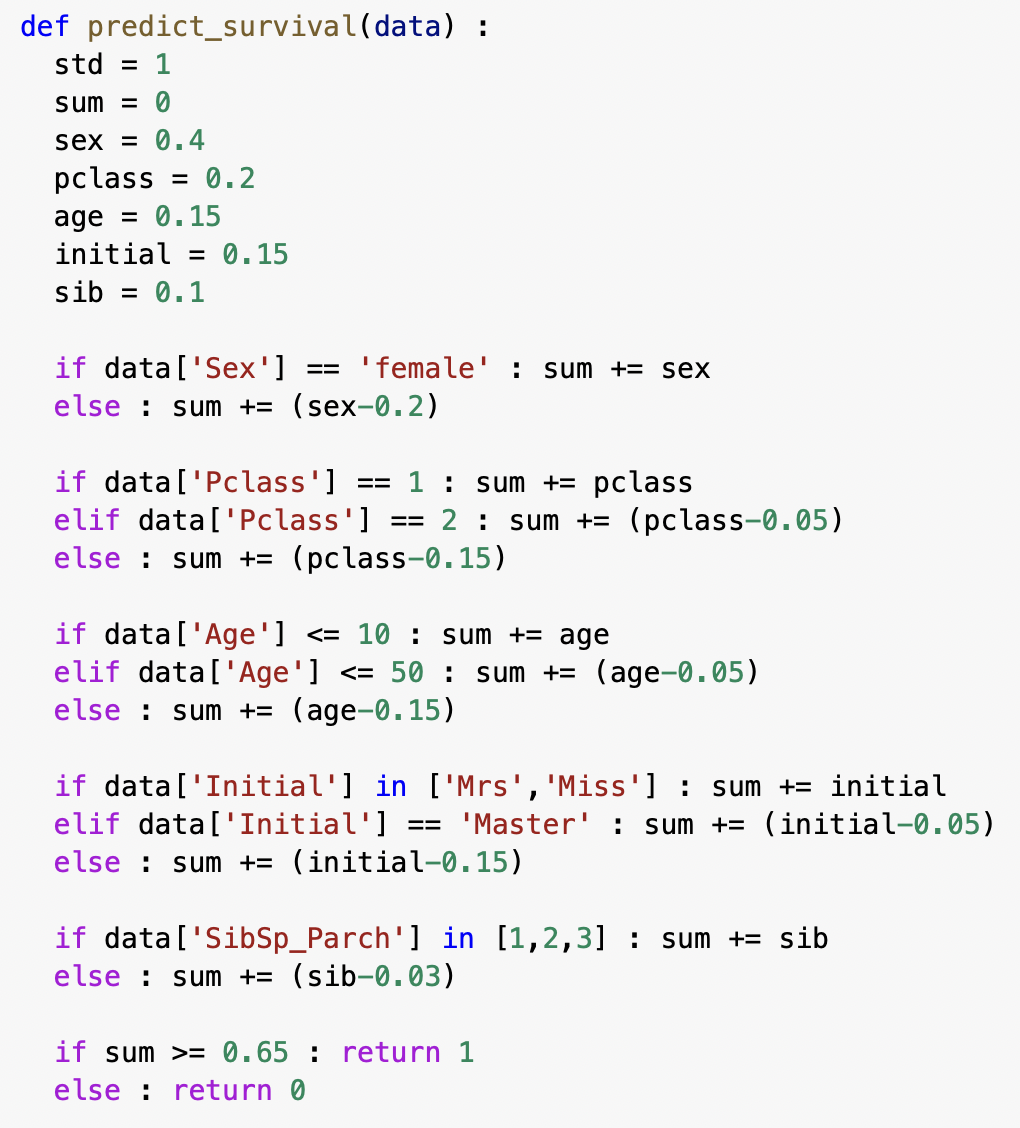 def predict_survival(data) :
  std = 1
  sum = 0
  sex = 0.4
  pclass = 0.2
  age = 0.15
  initial = 0.15
  sib = 0.1

  if data['Sex'] == 'female' : sum += sex
  else : sum += (sex-0.2)

  if data['Pclass'] == 1 : sum += pclass
  elif data['Pclass'] == 2 : sum += (pclass-0.05)
  else : sum += (pclass-0.15)

  if data['Age'] <= 10 : sum += age
  elif data['Age'] <= 50 : sum += (age-0.05)
  else : sum += (age-0.15)

  if data['Initial'] in ['Mrs','Miss'] : sum += initial
  elif data['Initial'] == 'Master' : sum += (initial-0.05)
  else : sum += (initial-0.15)

  if data['SibSp_Parch'] in [1,2,3] : sum += sib
  else : sum += (sib-0.03)

  if sum >= 0.65 : return 1
  else : return 0